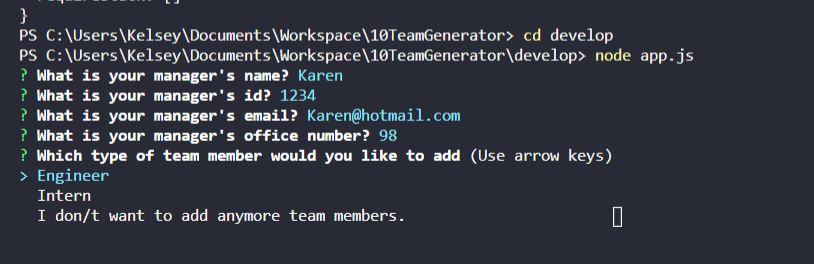 }
PS C:\Users\Kelsey\Documents\Workspace\10TeamGenerator> cd develop
PS C:\Users\Kelsey\Documents\Workspace\10TeamGenerator\develop> node app.js
? What is your manager's name? Karen
? What is your manager's id? 1234
? What is your manager's email? Karen@hotmail.com
? What is your manager's office number? 98
? Which type of team member would you like to add (Use arrow keys)
> Engineer
Intern
I don/t want to add anymore team members.